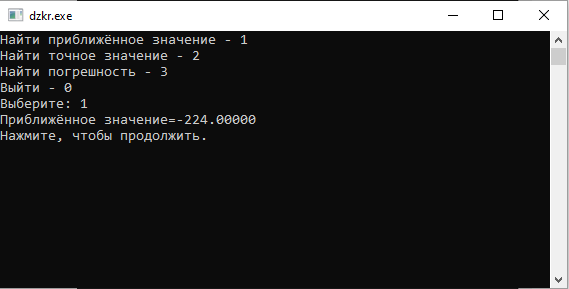 dzkr.exe
Найти приближённое значение - 1
Найти точное значение - 2
Найти погрешность - 3
Выйти - 0
Выберите: 1
Приближённое значение=-224.00000
Нажмите, чтобы продолжить.